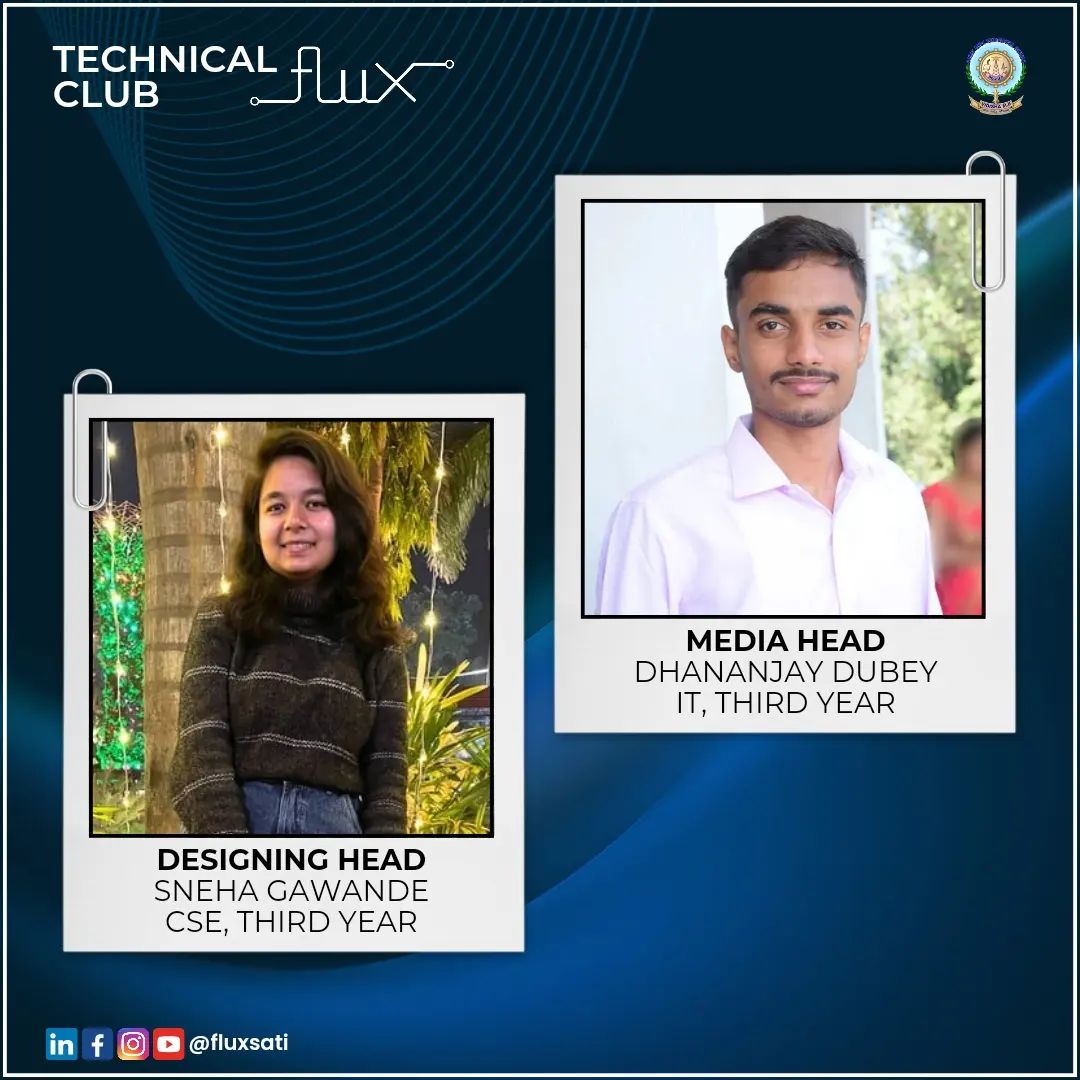 TECHNICAL
CLUB
flux
MEDIA HEAD
DHANANJAY DUBEY
IT, THIRD YEAR
DESIGNING HEAD
SNEHA GAWANDE
CSE, THIRD YEAR
@fluxsati